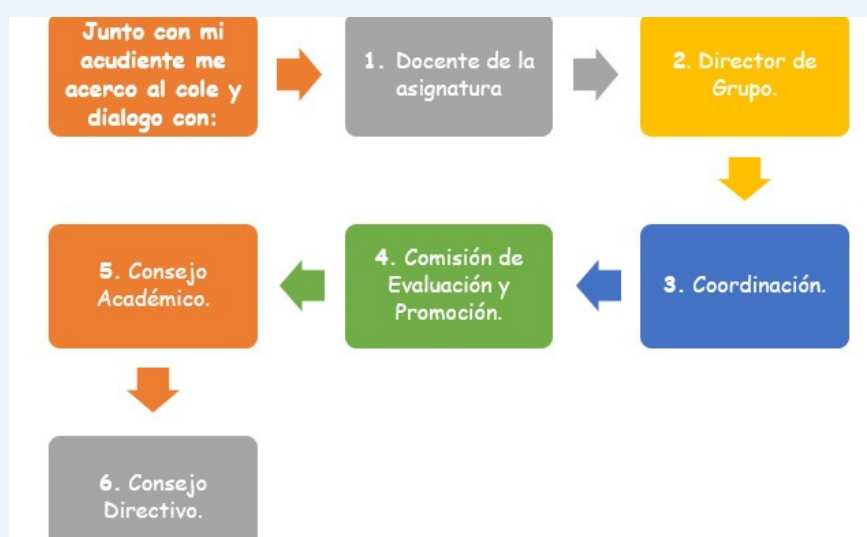 Junto con mi
acudiente me
acerco al cole y
dialogo con:
1. Docente de la
asignatura
2. Director de
Grupo.
3. Coordinación.
4. Comisión de
Evaluación y
Promoción.
5. Consejo
Académico.
6. Consejo
Directivo.